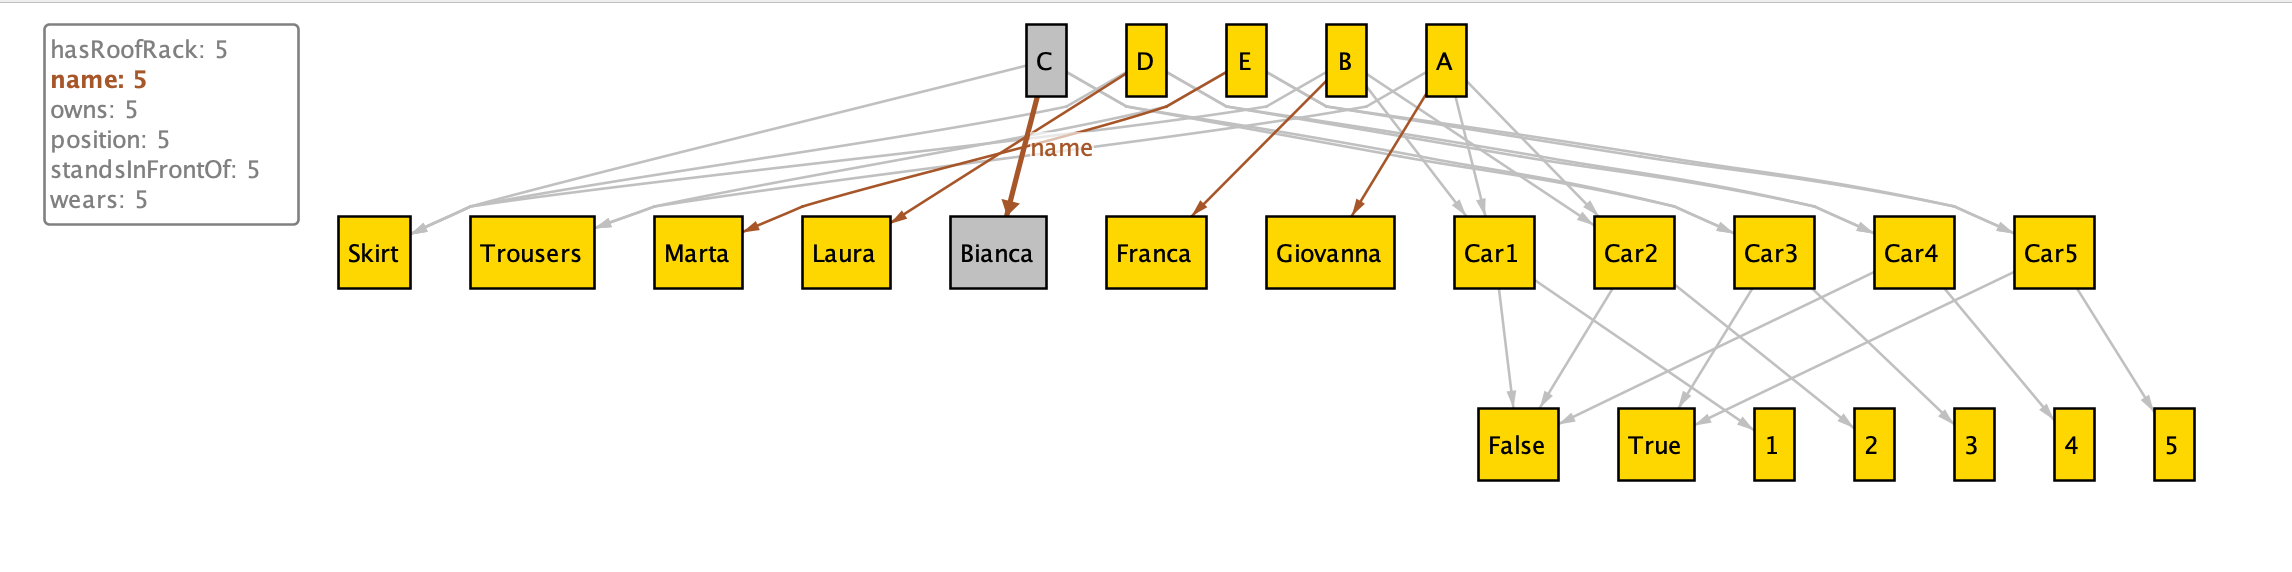 hasRoofRack: 5
name: 5
owns: 5
position: 5
standsInFrontOf: 5
wears: 5
C D E B A
name
Skirt Trousers Marta Laura Bianca Franca Giovanna Car1 Car2 Car3 Car4 Car5
False True 1 2 3 4 5